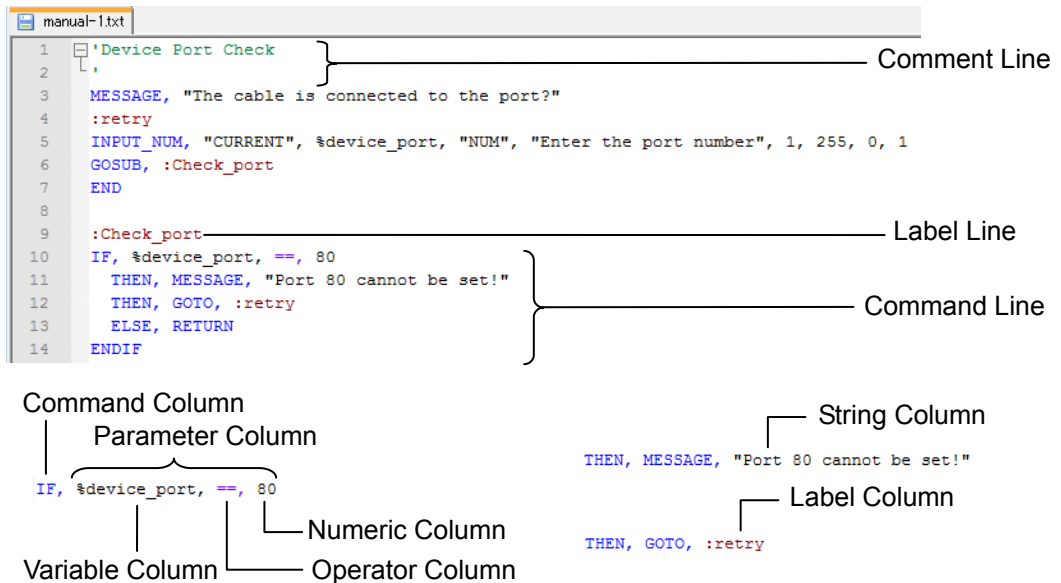 manual-1.txt
1 'Device Port Check
2 '
3 MESSAGE, "The cable is connected to the port?"
4 :retry
5 INPUT_NUM, "CURRENT", %device_port, "NUM", "Enter the port number", 1, 255, 0, 1
6 GOSUB, :Check_port
7 END
8
9 :Check_port
10 IF, %device_port, ==, 80
11 THEN, MESSAGE, "Port 80 cannot be set!"
12 THEN, GOTO, :retry
13 ELSE, RETURN
14 ENDIF
Comment Line
Label Line
Command Line
Command Column
Parameter Column
IF, %device_port, ==, 80
Numeric Column
Variable Column
Operator Column
String Column
THEN, MESSAGE, "Port 80 cannot be set!"
Label Column
THEN, GOTO, :retry